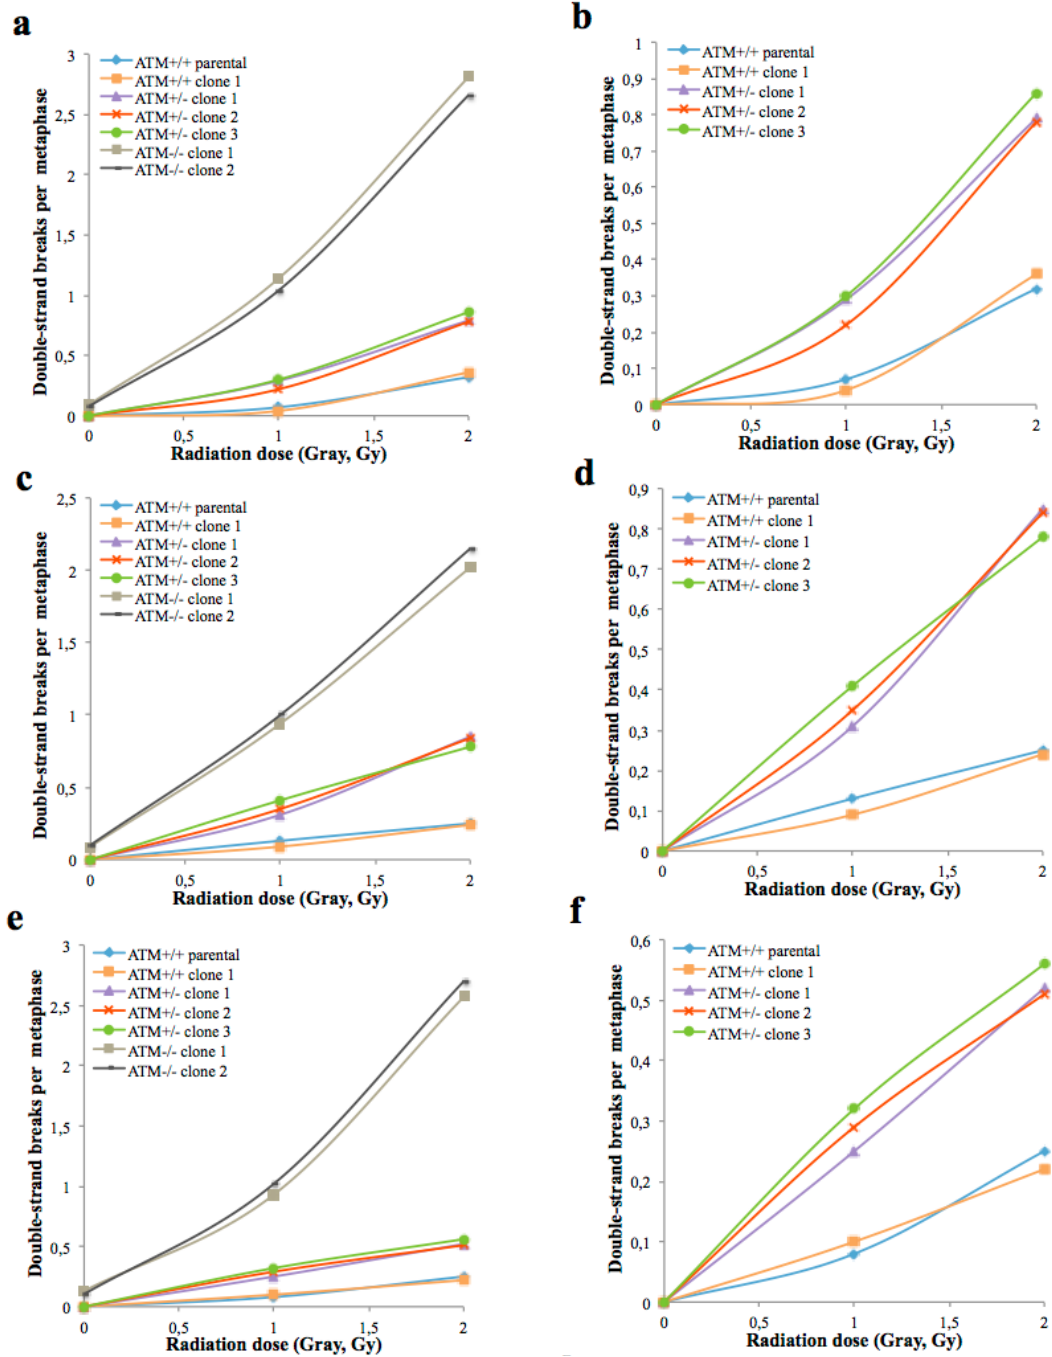 a
Double-strand breaks per metaphase
3
2,5
2
1,5
1
0,5
0
ATM+/+ parental
ATM+/+ clone 1
ATM+/- clone 1
ATM+/- clone 2
ATM+/- clone 3
ATM-/- clone 1
ATM-/- clone 2
0 0,5 1 1,5 2
Radiation dose (Gray, Gy)
b
Double-strand breaks per metaphase
1
0,9
0,8
0,7
0,6
0,5
0,4
0,3
0,2
0,1
0
ATM+/+ parental
ATM+/+ clone 1
ATM+/- clone 1
ATM+/- clone 2
ATM+/- clone 3
0 0,5 1 1,5 2
Radiation dose (Gray, Gy)
c
Double-strand breaks per metaphase
2,5
2
1,5
1
0,5
0
ATM+/+ parental
ATM+/+ clone 1
ATM+/- clone 1
ATM+/- clone 2
ATM+/- clone 3
ATM-/- clone 1
ATM-/- clone 2
0 0,5 1 1,5 2
Radiation dose (Gray, Gy)
d
Double-strand breaks per metaphase
0,9
0,8
0,7
0,6
0,5
0,4
0,3
0,2
0,1
0
ATM+/+ parental
ATM+/+ clone 1
ATM+/- clone 1
ATM+/- clone 2
ATM+/- clone 3
0 0,5 1 1,5 2
Radiation dose (Gray, Gy)
e
Double-strand breaks per metaphase
3
2,5
2
1,5
1
0,5
0
ATM+/+ parental
ATM+/+ clone 1
ATM+/- clone 1
ATM+/- clone 2
ATM+/- clone 3
ATM-/- clone 1
ATM-/- clone 2
0 0,5 1 1,5 2
Radiation dose (Gray, Gy)
f
Double-strand breaks per metaphase
0,6
0,5
0,4
0,3
0,2
0,1
0
ATM+/+ parental
ATM+/+ clone 1
ATM+/- clone 1
ATM+/- clone 2
ATM+/- clone 3
0 0,5 1 1,5 2
Radiation dose (Gray, Gy)